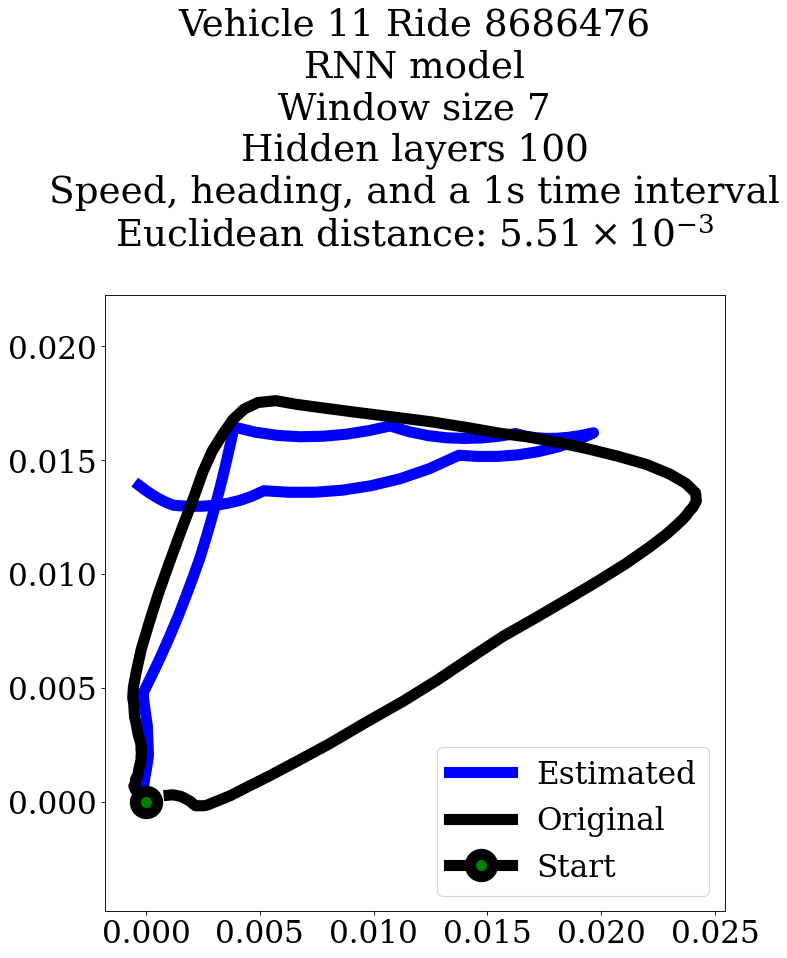 Vehicle 11 Ride 8686476
RNN model
Window size 7
Hidden layers 100
Speed, heading, and a 1s time interval
Euclidean distance: 5.51 × 10⁻³
0.020
0.015
0.010
0.005
0.000
Estimated
Original
Start
0.000 0.005 0.010 0.015 0.020 0.025